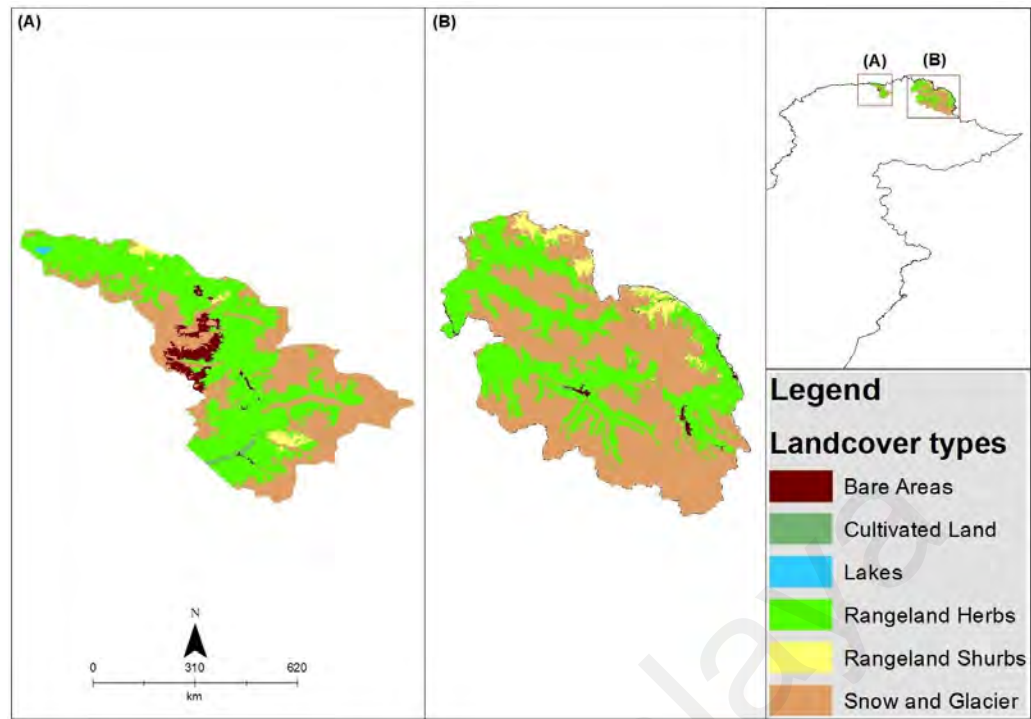 (A)
(B)
(A)
(B)
N
0
310
620
km
Legend
Landcover types
Bare Areas
Cultivated Land
Lakes
Rangeland Herbs
Rangeland Shurbs
Snow and Glacier